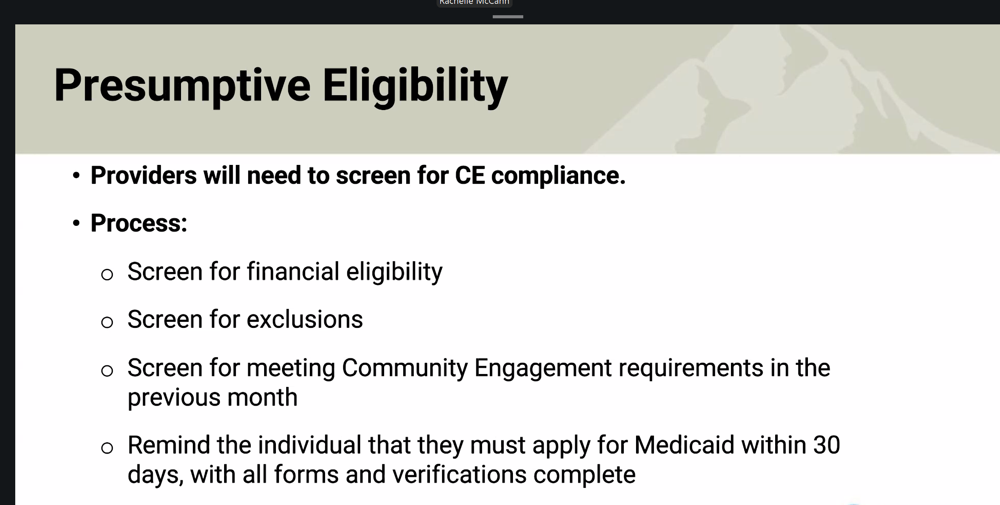 Rachelle McCann
Presumptive Eligibility
• Providers will need to screen for CE compliance.
• Process:
o Screen for financial eligibility
o Screen for exclusions
o Screen for meeting Community Engagement requirements in the
previous month
o Remind the individual that they must apply for Medicaid within 30
days, with all forms and verifications complete